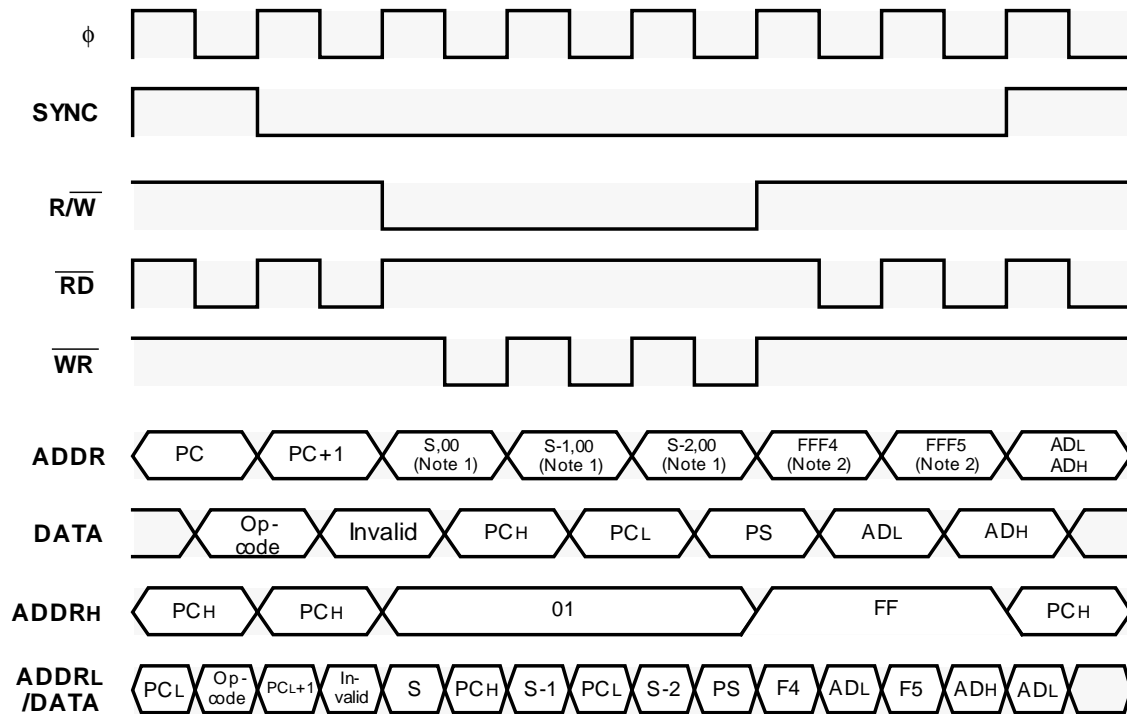 ϕ
SYNC
R/W̅
R̅D̅
W̅R̅
ADDR
PC
PC+1
S,00
(Note 1)
S-1,00
(Note 1)
S-2,00
(Note 1)
FFF4
(Note 2)
FFF5
(Note 2)
ADL
ADH
DATA
Op-
code
Invalid
PCH
PCL
PS
ADL
ADH
ADDRH
PCH
PCH
01
FF
PCH
ADDRL
/DATA
PCL
Op-
code
PCL+1
In-
valid
S
PCH
S-1
PCL
S-2
PS
F4
ADL
F5
ADH
ADL